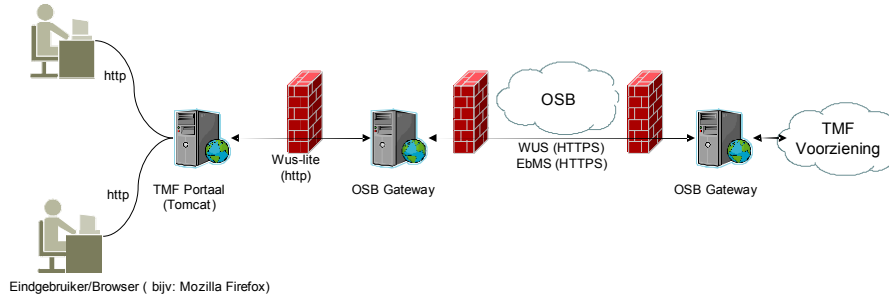 http
OSB
TMF
Voorziening
Wus-lite
(http)
WUS (HTTPS)
EbMS (HTTPS)
TMF Portaal
(Tomcat)
OSB Gateway
OSB Gateway
http
Eindgebruiker/Browser ( bijv: Mozilla Firefox)